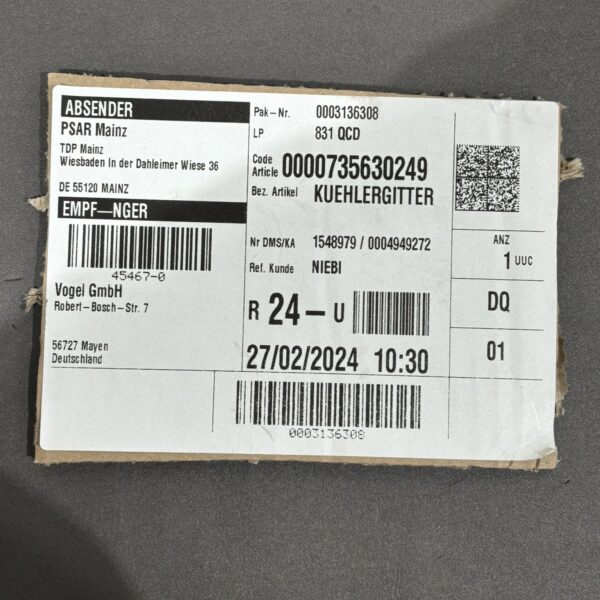 ABSENDER
PSAR Mainz
TDP Mainz
Wiesbaden In der Dahleimer Wiese 36
DE 55120 MAINZ
EMPF—NGER
45467-0
Vogel GmbH
Robert-Bosch-Str. 7
56727 Mayen
Deutschland
Pak-Nr. 0003136308
LP 831 QCD
Code Article 0000735630249
Bez. Artikel KUEHLERGITTER
Nr DMS/KA 1548979 / 0004949272
Ref. Kunde NIEBI
R 24-U
27/02/2024 10:30
0003136308
ANZ
1 UUC
DQ
01